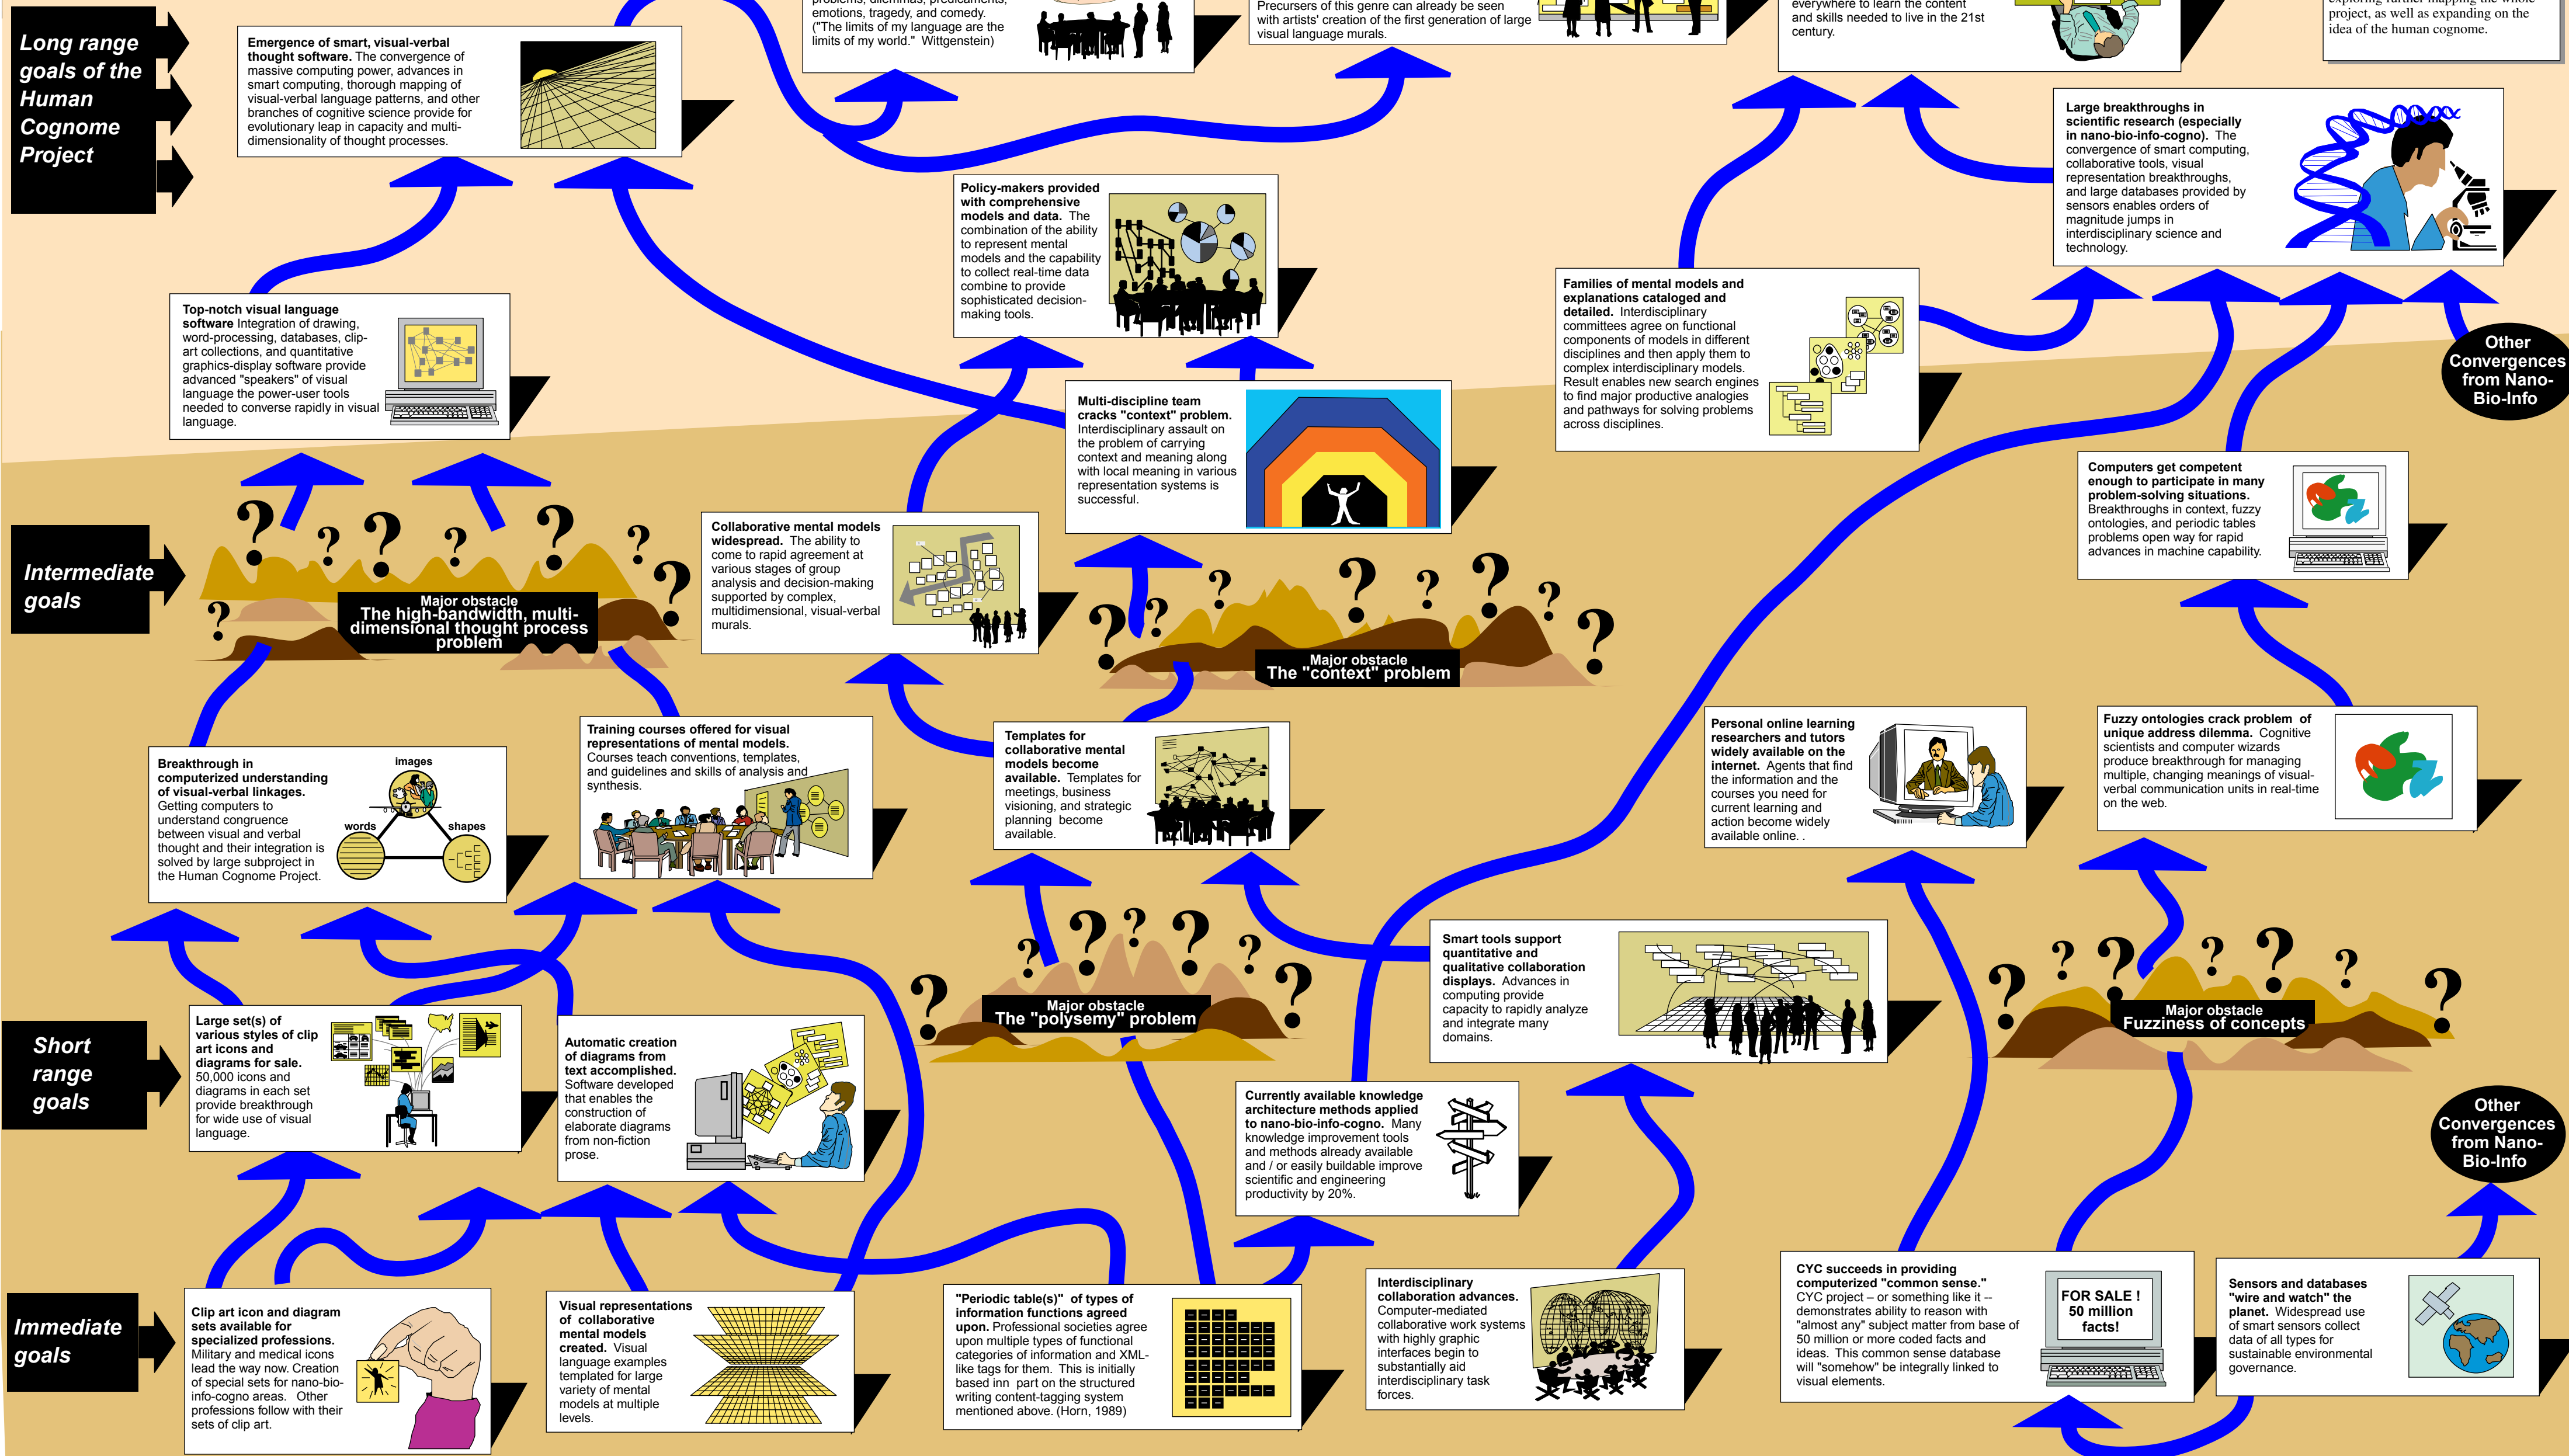 Long range
goals of the
Human
Cognome
Project
Emergence of smart, visual-verbal
thought software. The convergence of
massive computing power, advances in
smart computing, thorough mapping of
visual-verbal language patterns, and other
branches of cognitive science provide for
evolutionary leap in capacity and multi-
dimensionality of thought processes.
problems, dilemmas, predicaments,
emotions, tragedy, and comedy.
("The limits of my language are the
limits of my world."  Wittgenstein)
Precursers of this genre can already be seen
with artists' creation of the first generation of large
visual language murals.
everywhere to learn the content
and skills needed to live in the 21st
century.
exploring further mapping the whole
project, as well as expanding on the
idea of the human cognome.
Large breakthroughs in
scientific research (especially
in nano-bio-info-cogno).  The
convergence of smart computing,
collaborative tools, visual
representation breakthroughs,
and large databases provided by
sensors enables orders of
magnitude jumps in
interdisciplinary science and
technology.
Policy-makers provided
with comprehensive
models and data.  The
combination of the ability
to represent mental
models and the capability
to collect real-time data
combine to provide
sophisticated decision-
making tools.
Families of mental models and
explanations cataloged and
detailed.  Interdisciplinary
committees agree on functional
components of models in different
disciplines and then apply them to
complex interdisciplinary models.
Result enables new search engines
to find major productive analogies
and pathways for solving problems
across disciplines.
Top-notch visual language
software Integration of drawing,
word-processing, databases, clip-
art collections, and quantitative
graphics-display software provide
advanced "speakers" of visual
language the power-user tools
needed to converse rapidly in visual
language.
Other
Convergences
from Nano-
Bio-Info
Multi-discipline team
cracks "context" problem.
Interdisciplinary assault on
the problem of carrying
context and meaning along
with local meaning in various
representation systems is
successful.
Computers get competent
enough to participate in many
problem-solving situations.
Breakthroughs in context, fuzzy
ontologies, and periodic tables
problems open way for rapid
advances in machine capability.
Intermediate
goals
? ? ? ? ? ? ? ?
Major obstacle
The high-bandwidth, multi-
dimensional thought process
problem
Collaborative mental models
widespread.  The ability to
come to rapid agreement at
various stages of group
analysis and decision-making
supported by complex,
multidimensional, visual-verbal
murals.
? ? ? ? ? ? ? ?
Major obstacle
The "context" problem
Breakthrough in
computerized understanding
of visual-verbal linkages.
Getting computers to
understand congruence
between visual and verbal
thought and their integration is
solved by large subproject in
the Human Cognome Project.
images
words
shapes
Training courses offered for visual
representations of mental models.
Courses teach conventions, templates,
and guidelines and skills of analysis and
synthesis.
Templates for
collaborative mental
models become
available.  Templates for
meetings, business
visioning, and strategic
planning  become
available.
Personal online learning
researchers and tutors
widely available on the
internet.  Agents that find
the information and the
courses you need for
current learning and
action become widely
available online. .
Fuzzy ontologies crack problem  of
unique address dilemma.  Cognitive
scientists and computer wizards
produce breakthrough for managing
multiple, changing meanings of visual-
verbal communication units in real-time
on the web.
Short
range
goals
Large set(s) of
various styles of clip
art icons and
diagrams for sale.
50,000 icons and
diagrams in each set
provide breakthrough
for wide use of visual
language.
Automatic creation
of diagrams from
text accomplished.
Software developed
that enables the
construction of
elaborate diagrams
from non-fiction
prose.
? ? ? ? ? ? ?
Major obstacle
The "polysemy" problem
Smart tools support
quantitative and
qualitative collaboration
displays.  Advances in
computing provide
capacity to rapidly analyze
and integrate many
domains.
? ? ? ? ? ? ?
Major obstacle
Fuzziness of concepts
Currently available knowledge
architecture methods applied
to nano-bio-info-cogno.  Many
knowledge improvement tools
and methods already available
and / or easily buildable improve
scientific and engineering
productivity by 20%.
Other
Convergences
from Nano-
Bio-Info
Immediate
goals
Clip art icon and diagram
sets available for
specialized professions.
Military and medical icons
lead the way now. Creation
of special sets for nano-bio-
info-cogno areas.   Other
professions follow with their
sets of clip art.
Visual representations
of  collaborative
mental models
created.  Visual
language examples
templated for large
variety of mental
models at multiple
levels.
"Periodic table(s)"  of types of
information functions agreed
upon. Professional societies agree
upon multiple types of functional
categories of information and XML-
like tags for them.  This is initially
based inn  part on the structured
writing content-tagging system
mentioned above. (Horn, 1989)
Interdisciplinary
collaboration advances.
Computer-mediated
collaborative work systems
with highly graphic
interfaces begin to
substantially aid
interdisciplinary task
forces.
CYC succeeds in providing
computerized "common sense."
CYC project – or something like it --
demonstrates ability to reason with
"almost any" subject matter from base of
50 million or more coded facts and
ideas.  This common sense database
will "somehow" be integrally linked to
visual elements.
FOR SALE !
50 million
facts!
Sensors and databases
"wire and watch" the
planet.  Widespread use
of smart sensors collect
data of all types for
sustainable environmental
governance.